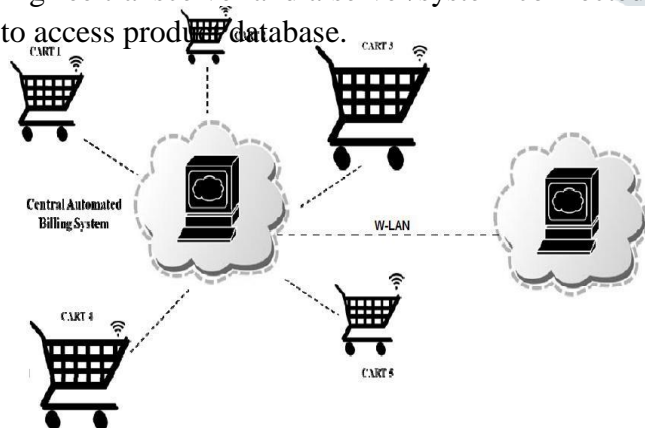 to access product database.
CART 1
CART 3
Central Automated
Billing System
W-LAN
CART 4
CART 5